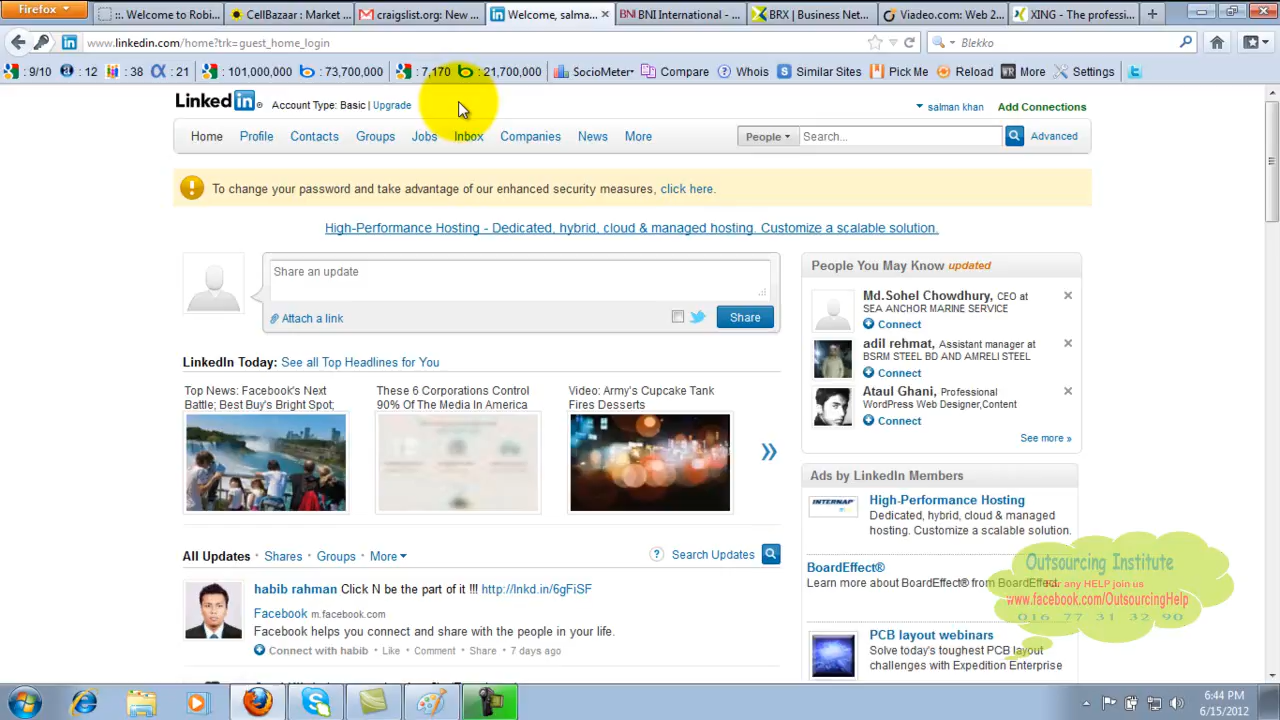 Firefox
::. Welcome to Robi...
CellBazaar : Market ...
craigslist.org: New ...
Welcome, salma...
BNI International - ...
BRX | Business Net...
Viadeo.com: Web 2...
XING - The professi...
www.linkedin.com/home?trk=guest_home_login
Blekko
: 9/10
: 12
: 38
: 21
: 101,000,000
: 73,700,000
: 7,170
: 21,700,000
SocioMeter
Compare
Whois
Similar Sites
Pick Me
Reload
More
Settings
LinkedIn
Account Type: Basic | Upgrade
salman khan
Add Connections
Home Profile Contacts Groups Jobs Inbox Companies News More
People
Search...
Advanced
To change your password and take advantage of our enhanced security measures, click here.
High-Performance Hosting - Dedicated, hybrid, cloud & managed hosting. Customize a scalable solution.
Share an update
Attach a link
Share
LinkedIn Today: See all Top Headlines for You
Top News: Facebook's Next
Battle; Best Buy's Bright Spot;
These 6 Corporations Control
90% Of The Media In America
Video: Army's Cupcake Tank
Fires Desserts
»
All Updates · Shares · Groups · More
? Search Updates
habib rahman Click N be the part of it !!! http://lnkd.in/6gFiSF
Facebook m.facebook.com
Facebook helps you connect and share with the people in your life.
Connect with habib · Like · Comment · Share · 7 days ago
People You May Know updated
Md.Sohel Chowdhury, CEO at
SEA ANCHOR MARINE SERVICE
Connect
adil rehmat, Assistant manager at
BSRM STEEL BD AND AMRELI STEEL
Connect
Ataul Ghani, Professional
WordPress Web Designer,Content
Connect
See more »
Ads by LinkedIn Members
INTERNAP
High-Performance Hosting
Dedicated, hybrid, cloud & managed
hosting. Customize a scalable solution.
BoardEffect®
Learn more about BoardEffect® from BoardEffect.
PCB layout webinars
Solve today's toughest PCB layout
challenges with Expedition Enterprise
Outsourcing Institute
For any HELP join us
www.facebook.com/OutsourcingHelp
016 77 31 32 90
6:44 PM
6/15/2012